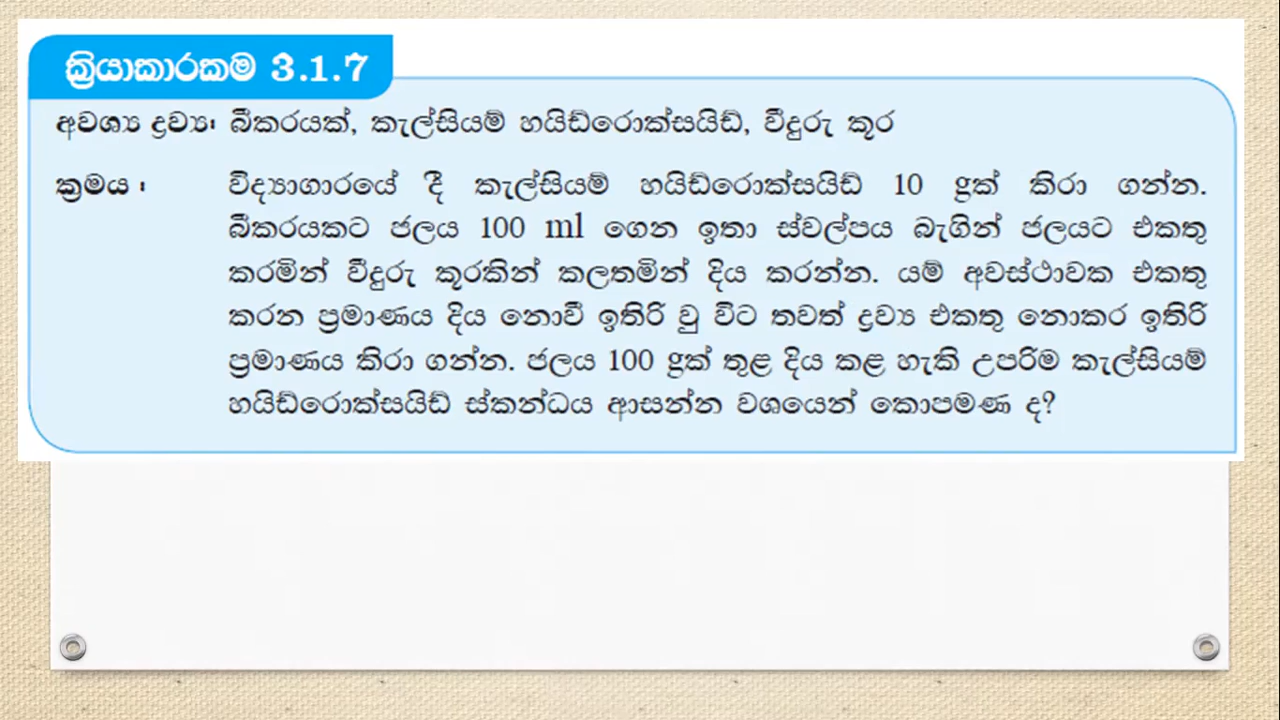 ක්‍රියාකාරකම 3.1.7
අවශ්‍ය ද්‍රව්‍ය: බීකරයක්, කැල්සියම් හයිඩ්රොක්සයිඩ්, වීදුරු කූර
ක්‍රමය : විද්‍යාගාරයේ දී කැල්සියම් හයිඩ්රොක්සයිඩ් 10 gක් කිරා ගන්න.
බීකරයකට ජලය 100 ml ගෙන ඉතා ස්වල්පය බැගින් ජලයට එකතු
කරමින් වීදුරු කූරකින් කලතමින් දිය කරන්න. යම් අවස්ථාවක එකතු
කරන ප්‍රමාණය දිය නොවී ඉතිරි වු විට තවත් ද්‍රව්‍ය එකතු නොකර ඉතිරි
ප්‍රමාණය කිරා ගන්න. ජලය 100 gක් තුළ දිය කළ හැකි උපරිම කැල්සියම්
හයිඩ්රොක්සයිඩ් ස්කන්ධය ආසන්න වශයෙන් කොපමණ ද?